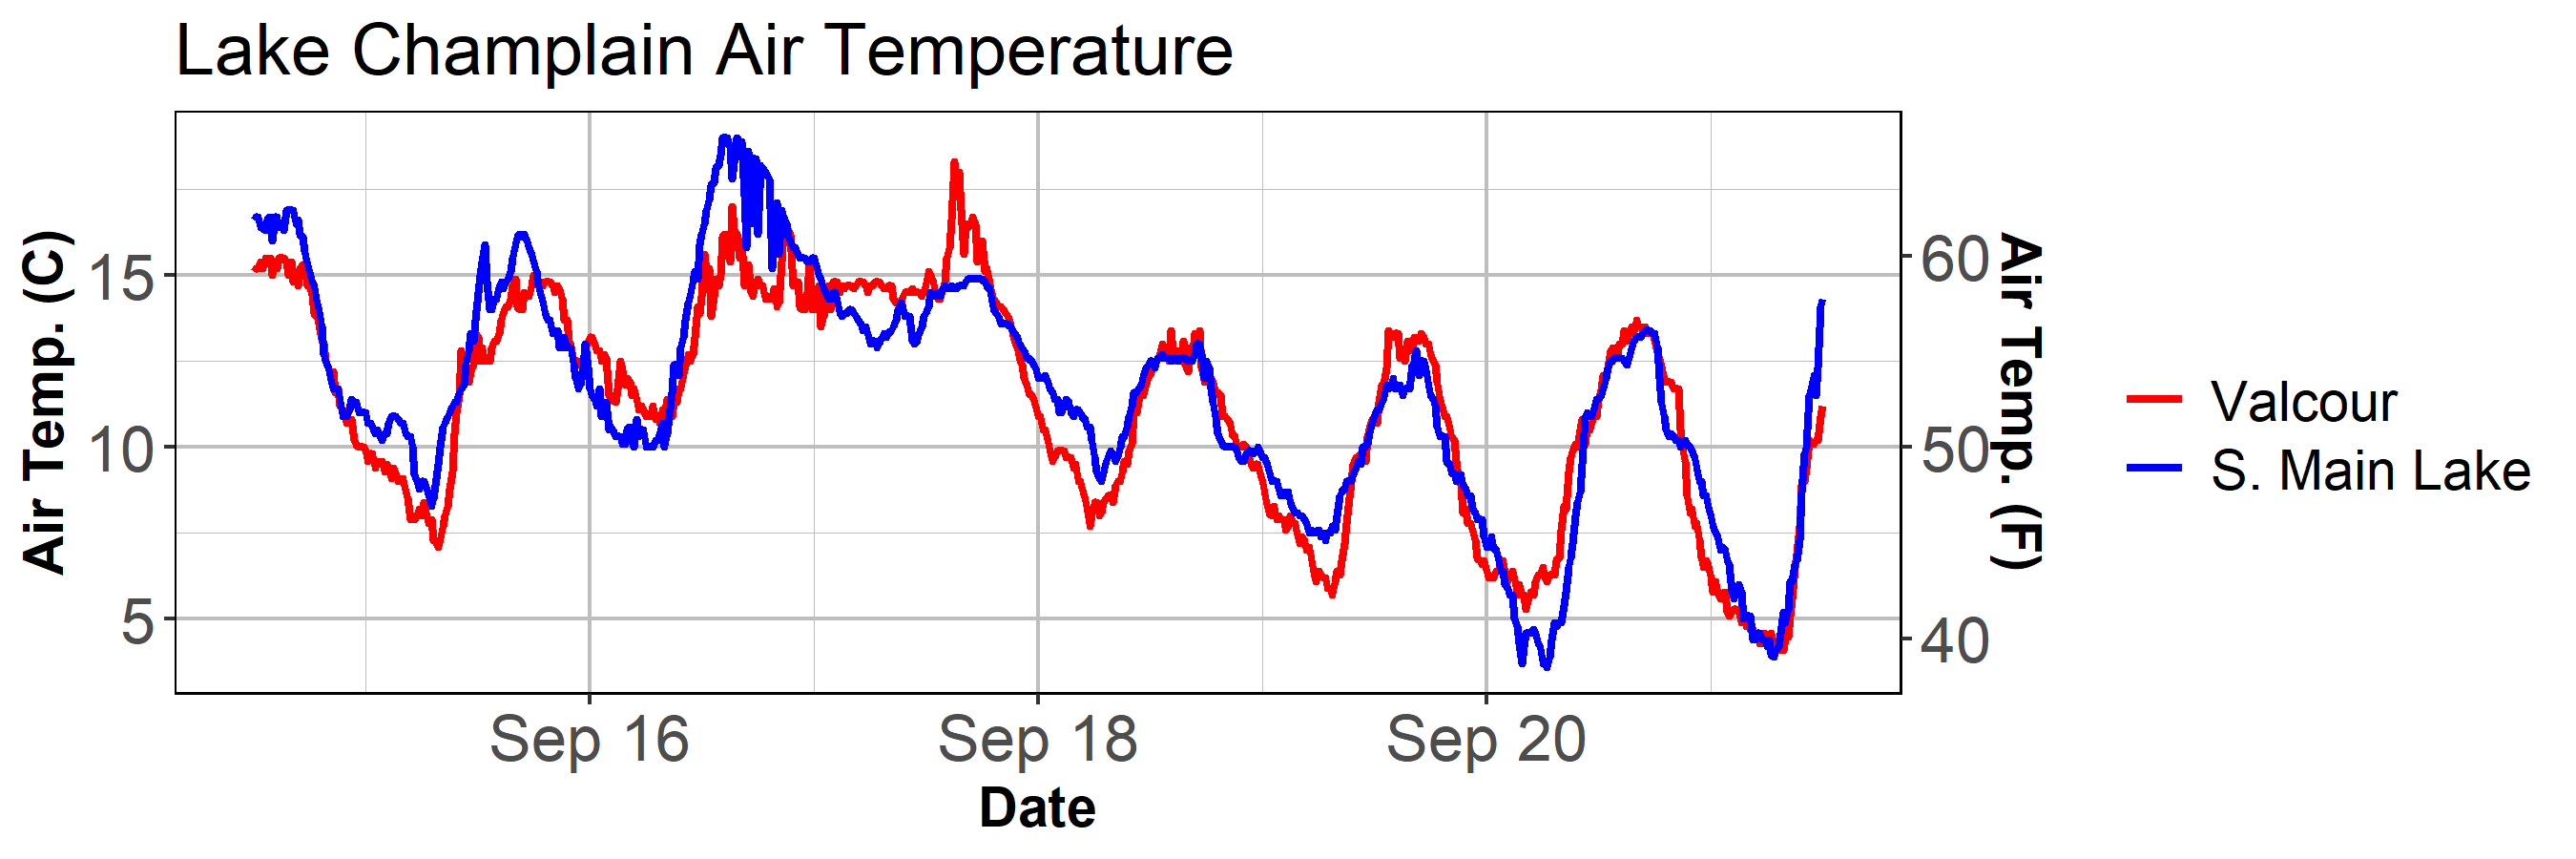 Lake Champlain Air Temperature
Air Temp. (C)
15
10
5
60
50
40
Air Temp. (F)
Sep 16
Sep 18
Sep 20
Date
Valcour
S. Main Lake